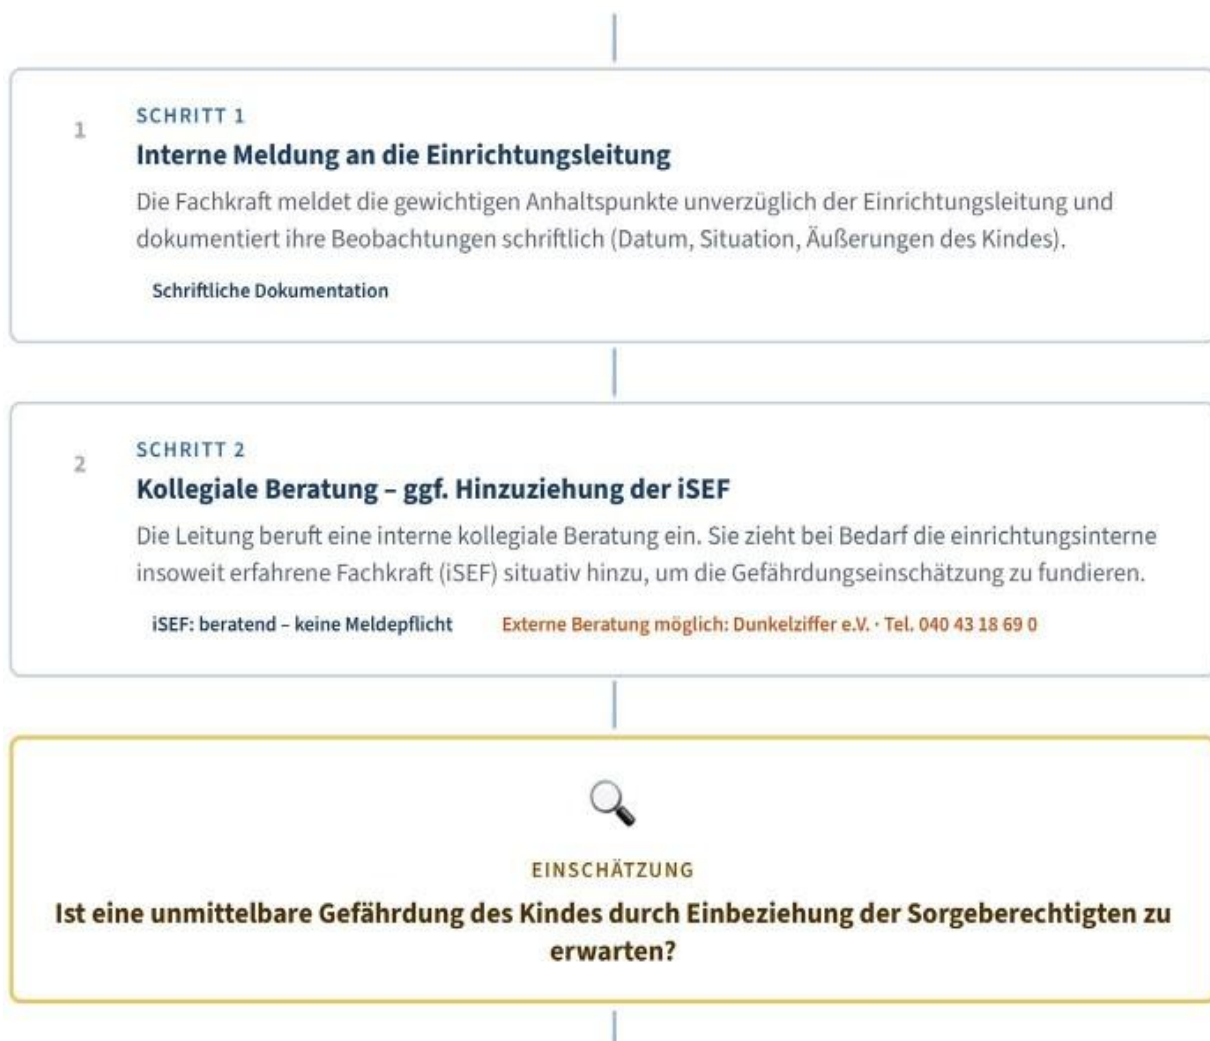 1
SCHRITT 1
Interne Meldung an die Einrichtungsleitung
Die Fachkraft meldet die gewichtigen Anhaltspunkte unverzüglich der Einrichtungsleitung und
dokumentiert ihre Beobachtungen schriftlich (Datum, Situation, Äußerungen des Kindes).
Schriftliche Dokumentation
2
SCHRITT 2
Kollegiale Beratung – ggf. Hinzuziehung der iSEF
Die Leitung beruft eine interne kollegiale Beratung ein. Sie zieht bei Bedarf die einrichtungsinterne
insoweit erfahrene Fachkraft (iSEF) situativ hinzu, um die Gefährdungseinschätzung zu fundieren.
iSEF: beratend – keine Meldepflicht Externe Beratung möglich: Dunkelziffer e.V. · Tel. 040 43 18 69 0
EINSCHÄTZUNG
Ist eine unmittelbare Gefährdung des Kindes durch Einbeziehung der Sorgeberechtigten zu
erwarten?